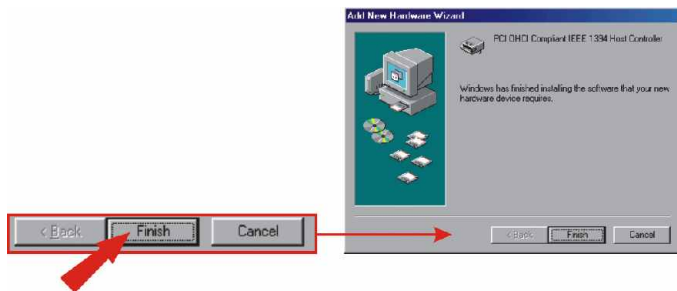 Add New Hardware Wizard
PCI OHCI Compliant IEEE 1394 Host Controller
Windows has finished installing the software that your new
hardware device requires.
< Back Finish Cancel
< Back Finish Cancel